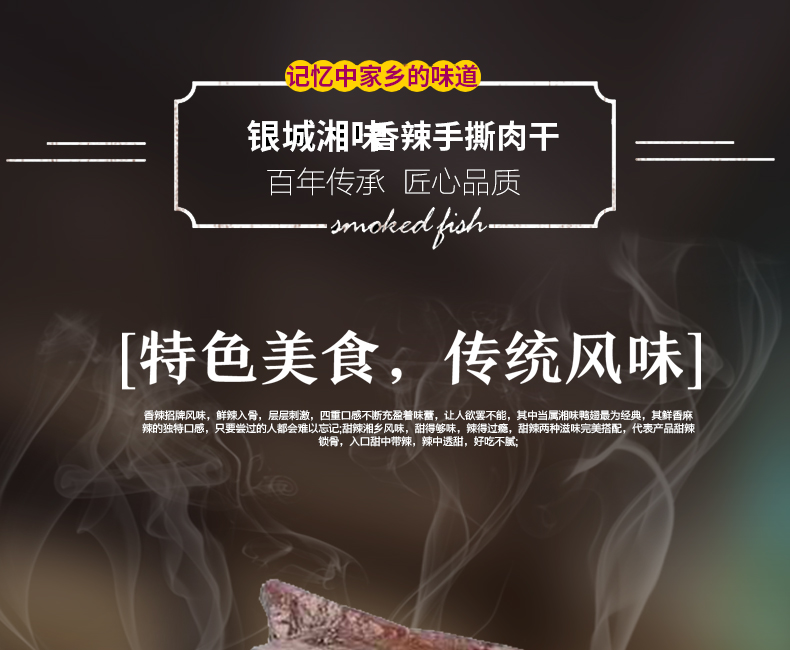 记忆中家乡的味道
银城湘味香辣手撕肉干
百年传承 匠心品质
smoked fish
[特色美食，传统风味]
香辣招牌风味，鲜辣入骨，层层刺激，四重口感不断充盈着味蕾，让人欲罢不能，其中当属湘味鸭翅最为经典，其鲜香麻
辣的独特口感，只要尝过的人都会难以忘记;甜辣湘乡风味，甜得够味，辣得过瘾，甜辣两种滋味完美搭配，代表产品甜辣
锁骨，入口甜中带辣，辣中透甜，好吃不腻;